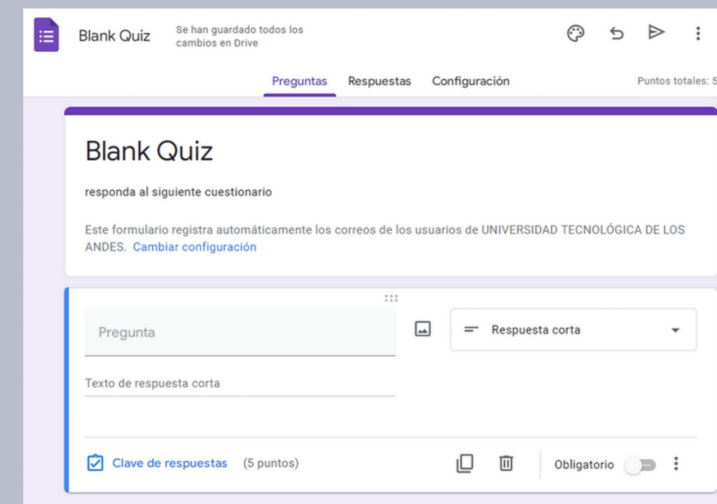 Blank Quiz
Se han guardado todos los
cambios en Drive
Preguntas Respuestas Configuración
Puntos totales: 5
Blank Quiz
responda al siguiente cuestionario
Este formulario registra automáticamente los correos de los usuarios de UNIVERSIDAD TECNOLÓGICA DE LOS
ANDES. Cambiar configuración
Pregunta
Respuesta corta
Texto de respuesta corta
Clave de respuestas (5 puntos)
Obligatorio